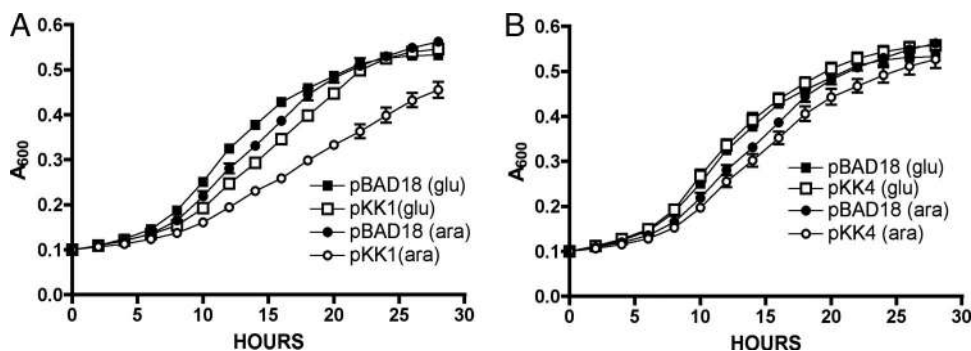 A
0.6
0.5
0.4
0.3
0.2
0.1
0.0
A600
0 5 10 15 20 25 30
HOURS
pBAD18 (glu)
pKK1(glu)
pBAD18 (ara)
pKK1(ara)
B
0.6
0.5
0.4
0.3
0.2
0.1
0.0
A600
0 5 10 15 20 25 30
HOURS
pBAD18 (glu)
pKK4 (glu)
pBAD18 (ara)
pKK4 (ara)